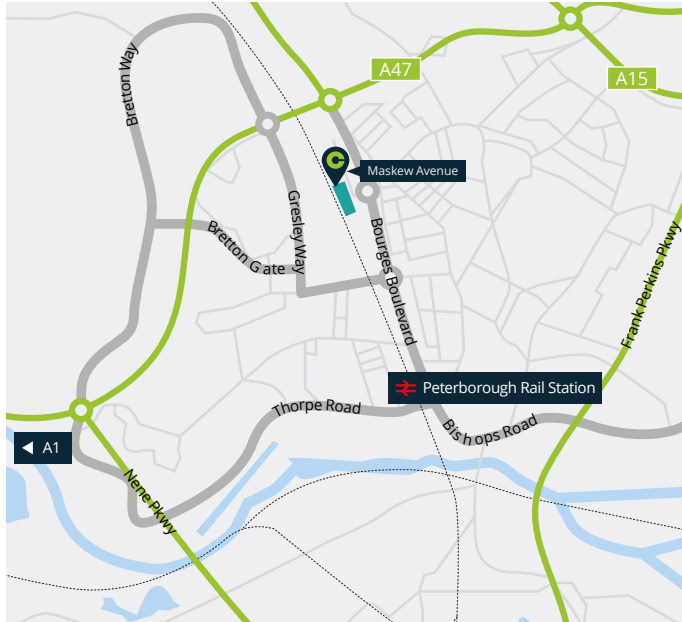 Bretton Way
A47
A15
Maskew Avenue
Gresley Way
Bretton Gate
Bourges Boulevard
Frank Perkins Pkwy
Peterborough Rail Station
Thorpe Road
Bishops Road
A1
Nene Pkwy